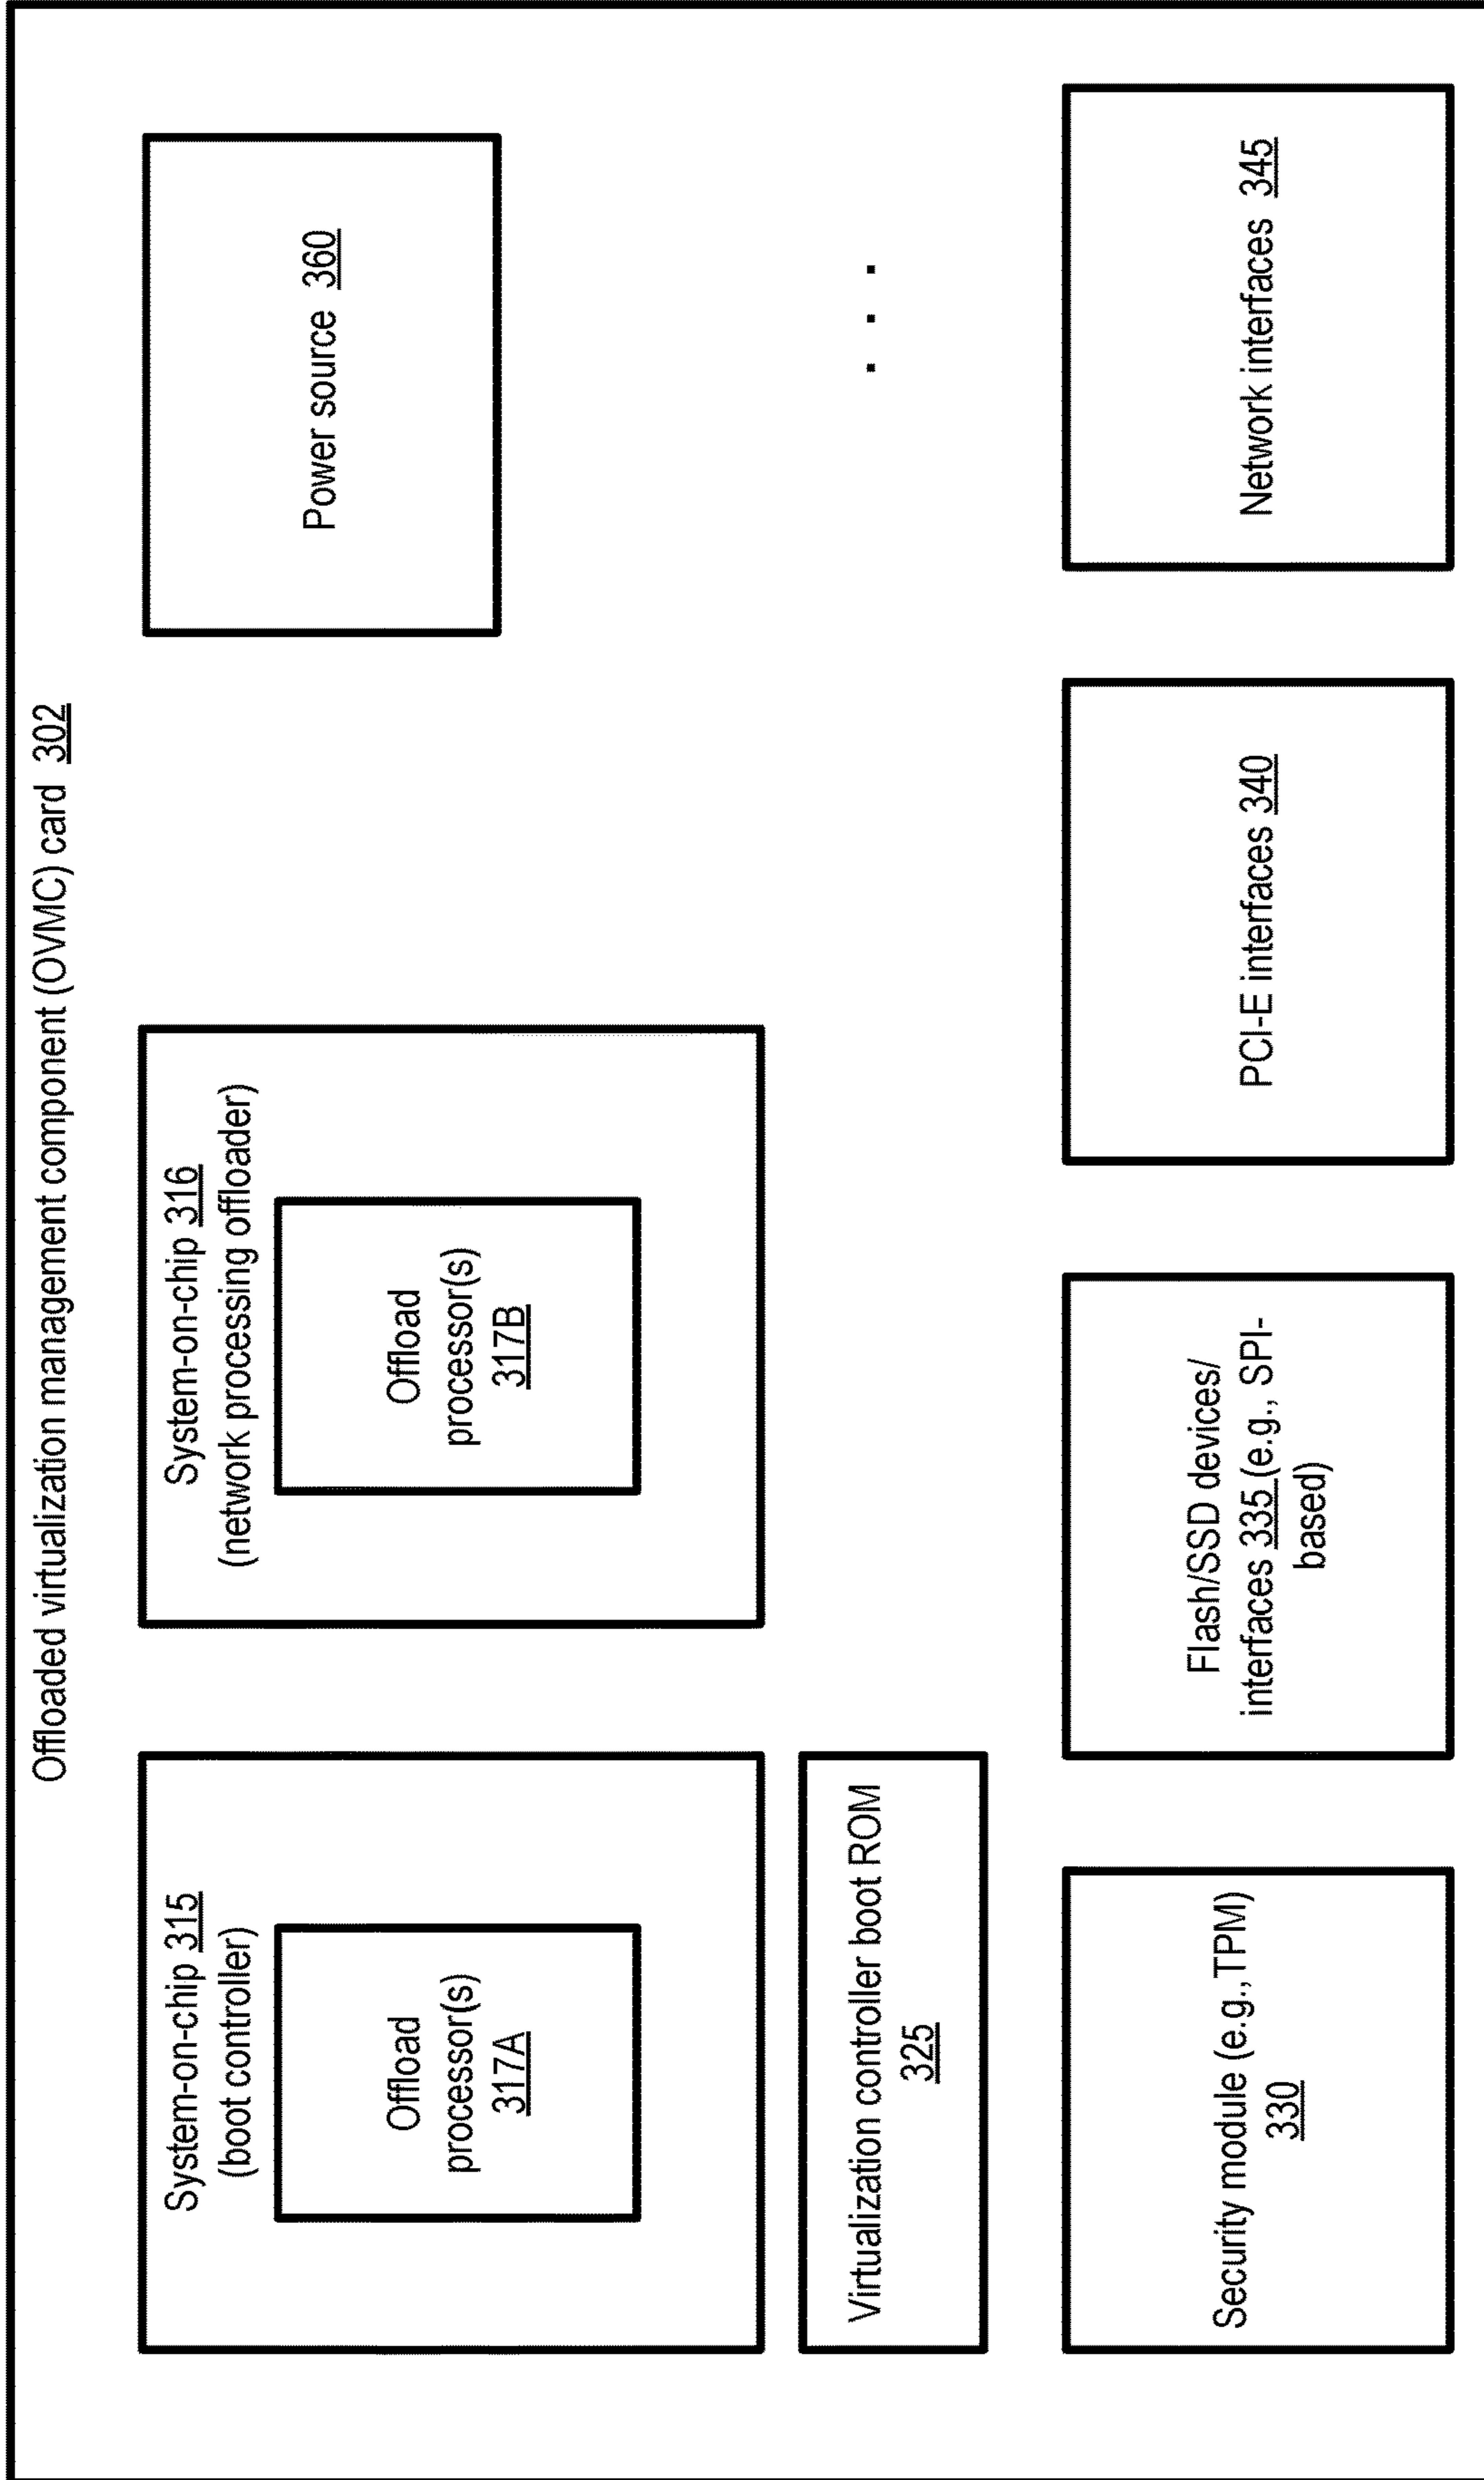 Offloaded virtualization management component (OVMC) card 302
System-on-chip 315
(boot controller)
Offload
processor(s)
317A
System-on-chip 316
(network processing offloader)
Offload
processor(s)
317B
Power source 360
Virtualization controller boot ROM
325
. . .
Security module (e.g.,TPM)
330
Flash/SSD devices/
interfaces 335 (e.g., SPI-
based)
PCI-E interfaces 340
Network interfaces 345